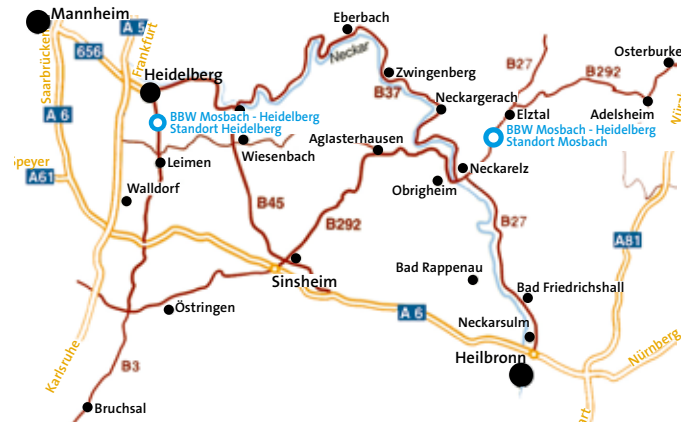 Mannheim
A 5
Eberbach
656
Frankfurt
Saarbrücken
Neckar
B27
Osterburke
Heidelberg
Zwingenberg
B292
B37
A 6
Neckargerach
Elztal
Adelsheim
BBW Mosbach - Heidelberg
Standort Heidelberg
BBW Mosbach - Heidelberg
Standort Mosbach
Aglasterhausen
Wiesenbach
Speyer
Leimen
Neckarelz
A61
Walldorf
Obrigheim
B45
B292
B27
A81
Bad Rappenau
Sinsheim
Bad Friedrichshall
Östringen
A 6
Neckarsulm
Heilbronn
Nürnberg
Karlsruhe
B3
Bruchsal